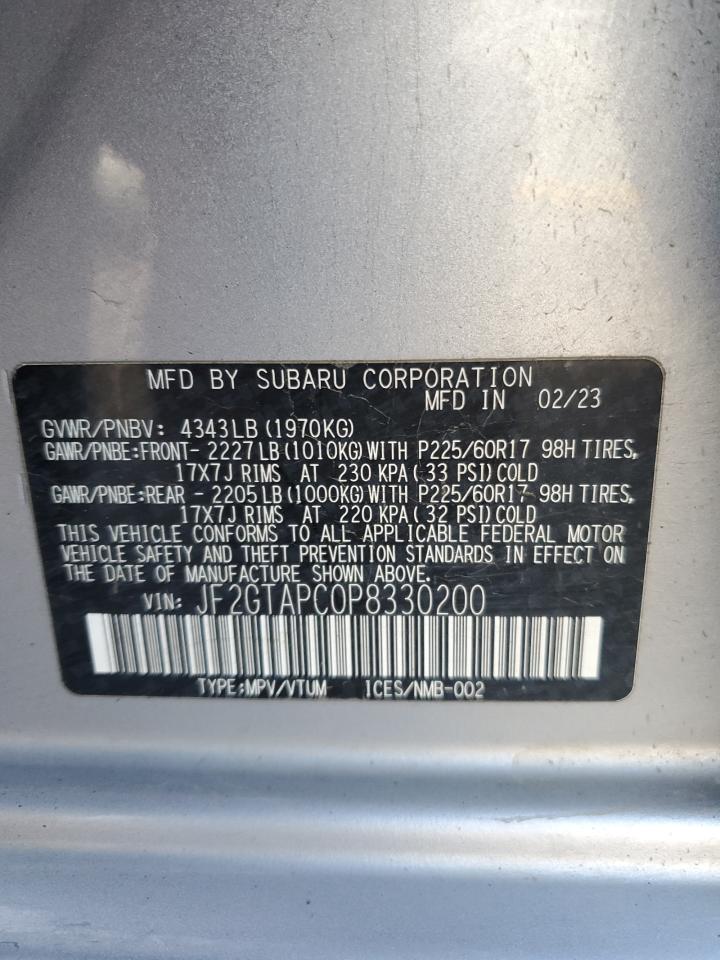 MFD BY SUBARU CORPORATION
MFD IN 02/23
GVWR/PNBV: 4343LB(1970KG)
GAWR/PNBE:FRONT- 2227LB(1010KG)WITH P225/60R17 98H TIRES,
17X7J RIMS AT 230 KPA(33 PSI)COLD
GAWR/PNBE:REAR - 2205LB(1000KG)WITH P225/60R17 98H TIRES,
17X7J RIMS AT 220 KPA(32 PSI)COLD
THIS VEHICLE CONFORMS TO ALL APPLICABLE FEDERAL MOTOR
VEHICLE SAFETY AND THEFT PREVENTION STANDARDS IN EFFECT ON
THE DATE OF MANUFACTURE SHOWN ABOVE.
VIN: JF2GTAPC0P8330200
TYPE:MPV/VTUM ICES/NMB-002